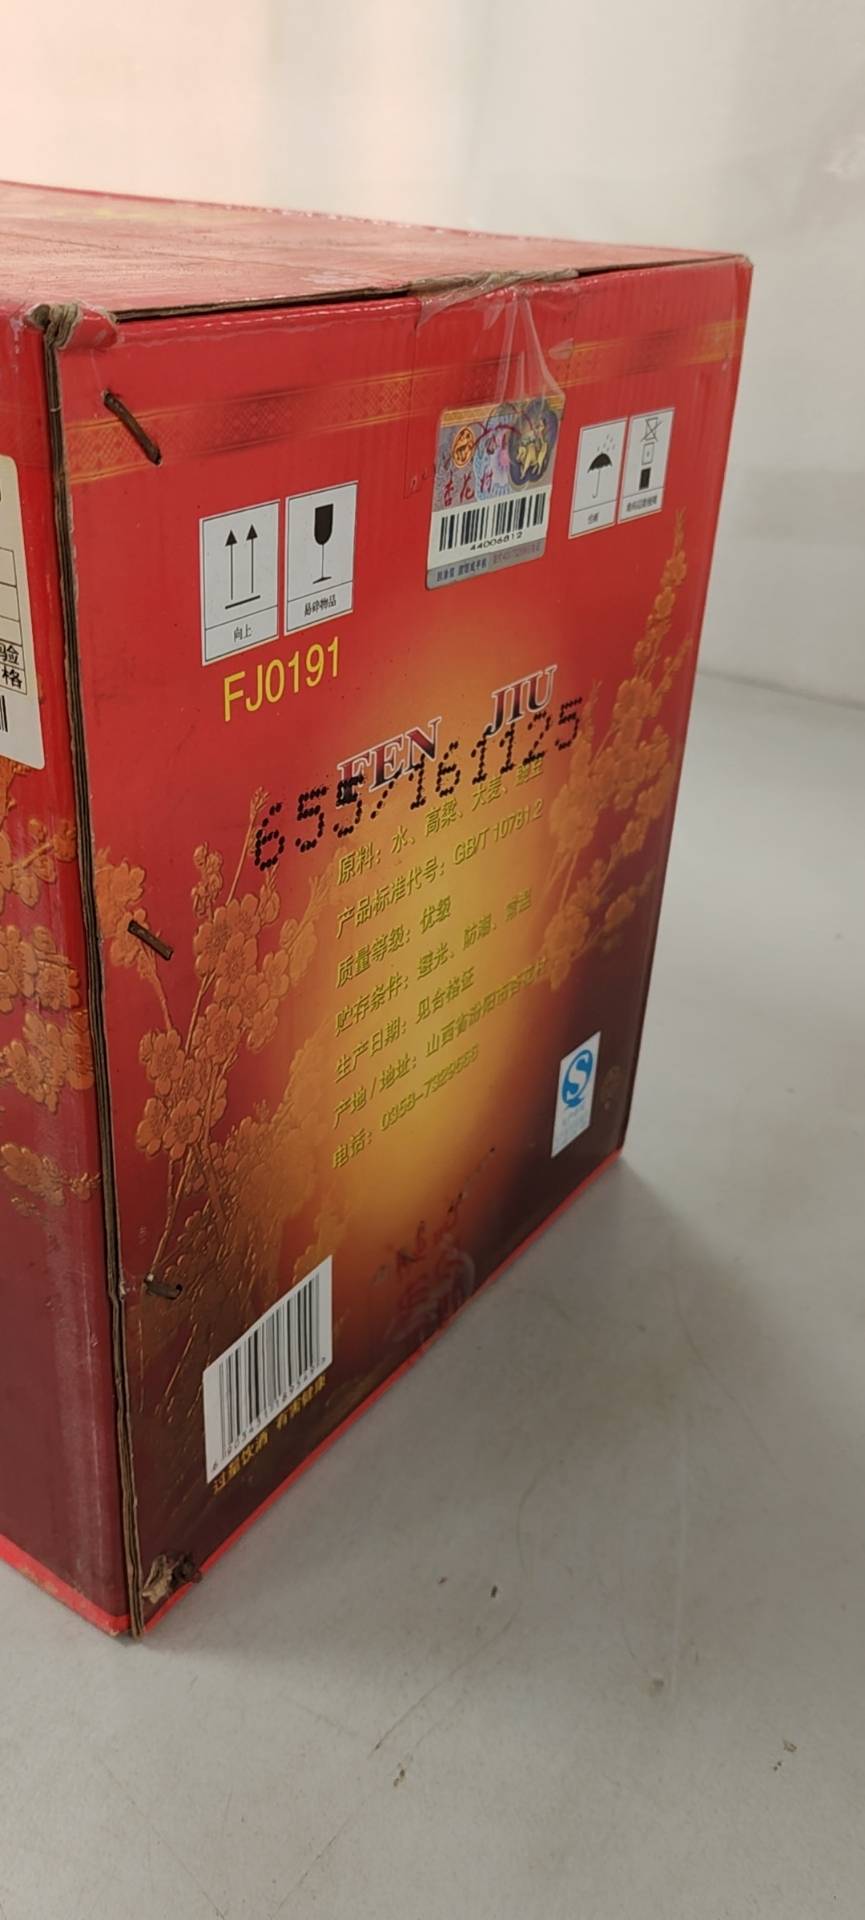 验
格
杏花村
44006812
向上
易碎物品
怕雨
FJ0191
FEN JIU
6557161125
原料：水、高粱、大麦、豌豆
产品标准代号：GB/T 10781.2
质量等级：优级
贮存条件：避光、防潮、常温
生产日期：见合格证
产地/地址：山西省汾阳市杏花村
电话：0358-7329666
过量饮酒 有害健康